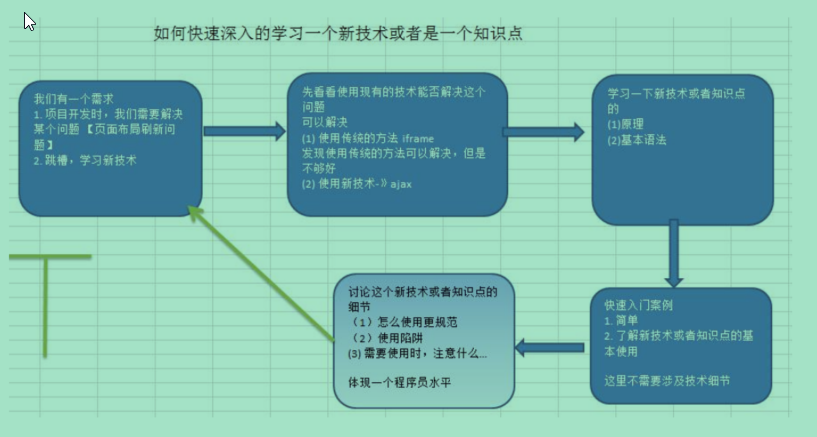 如何快速深入的学习一个新技术或者是一个知识点
我们有一个需求
1. 项目开发时，我们需要解决
某个问题 【页面布局刷新问
题】
2. 跳槽，学习新技术
先看看使用现有的技术能否解决这个
问题
可以解决
(1) 使用传统的方法 iframe
发现使用传统的方法可以解决，但是
不够好
(2) 使用新技术-》ajax
学习一下新技术或者知识点
的
(1)原理
(2)基本语法
快速入门案例
1. 简单
2. 了解新技术或者知识点的基
本使用
这里不需要涉及技术细节
讨论这个新技术或者知识点的
细节
（1）怎么使用更规范
（2）使用陷阱
(3) 需要使用时，注意什么...
体现一个程序员水平